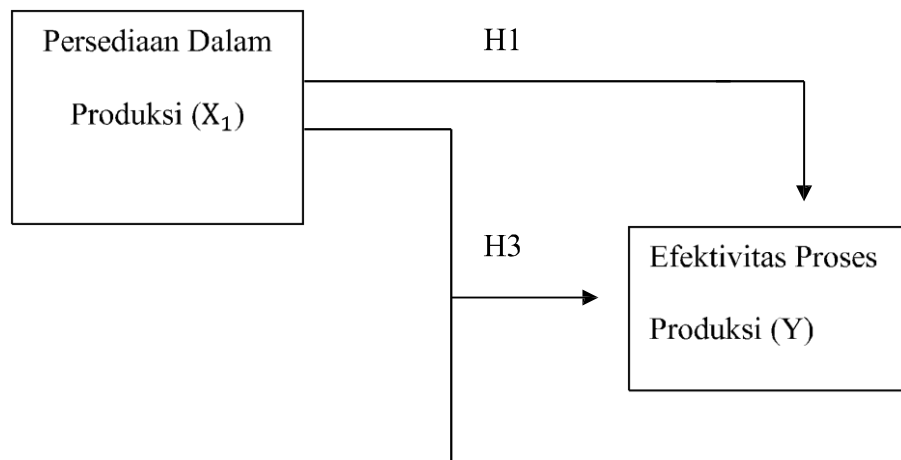 Persediaan Dalam
Produksi (X₁)
H1
H3
Efektivitas Proses
Produksi (Y)